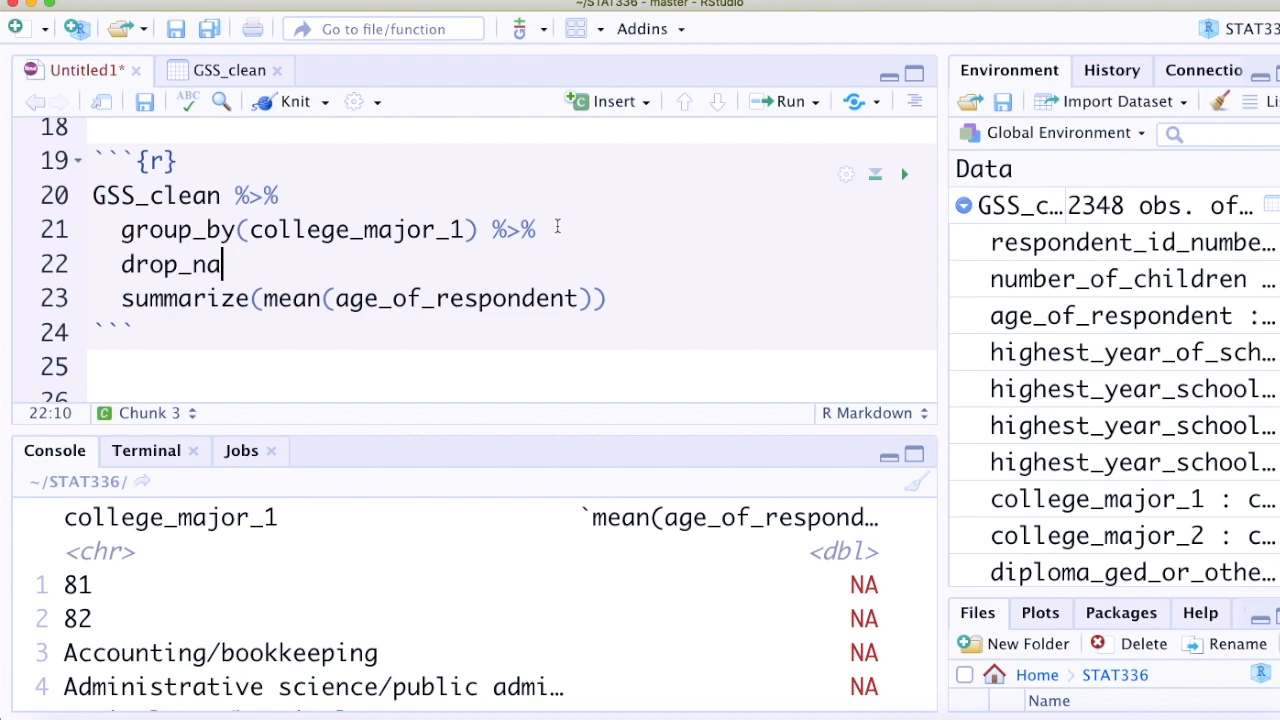 ~/STAT336 - master - RStudio
Go to file/function
Addins
STAT33
Untitled1*
GSS_clean
Knit
Insert
Run
18
19 ```{r}
20 GSS_clean %>%
21 group_by(college_major_1) %>%
22 drop_na
23 summarize(mean(age_of_respondent))
24 ```
25
26
22:10
C Chunk 3
R Markdown
Console
Terminal
Jobs
~/STAT336/
college_major_1 `mean(age_of_respond…
<chr> <dbl>
1 81 NA
2 82 NA
3 Accounting/bookkeeping NA
4 Administrative science/public admi… NA
Environment
History
Connectio
Import Dataset
Li
Global Environment
Data
GSS_c… 2348 obs. of…
respondent_id_numbe…
number_of_children …
age_of_respondent :…
highest_year_of_sch…
highest_year_school…
highest_year_school…
highest_year_school…
college_major_1 : c…
college_major_2 : c…
diploma_ged_or_othe…
Files
Plots
Packages
Help
New Folder
Delete
Rename
Home
STAT336
Name